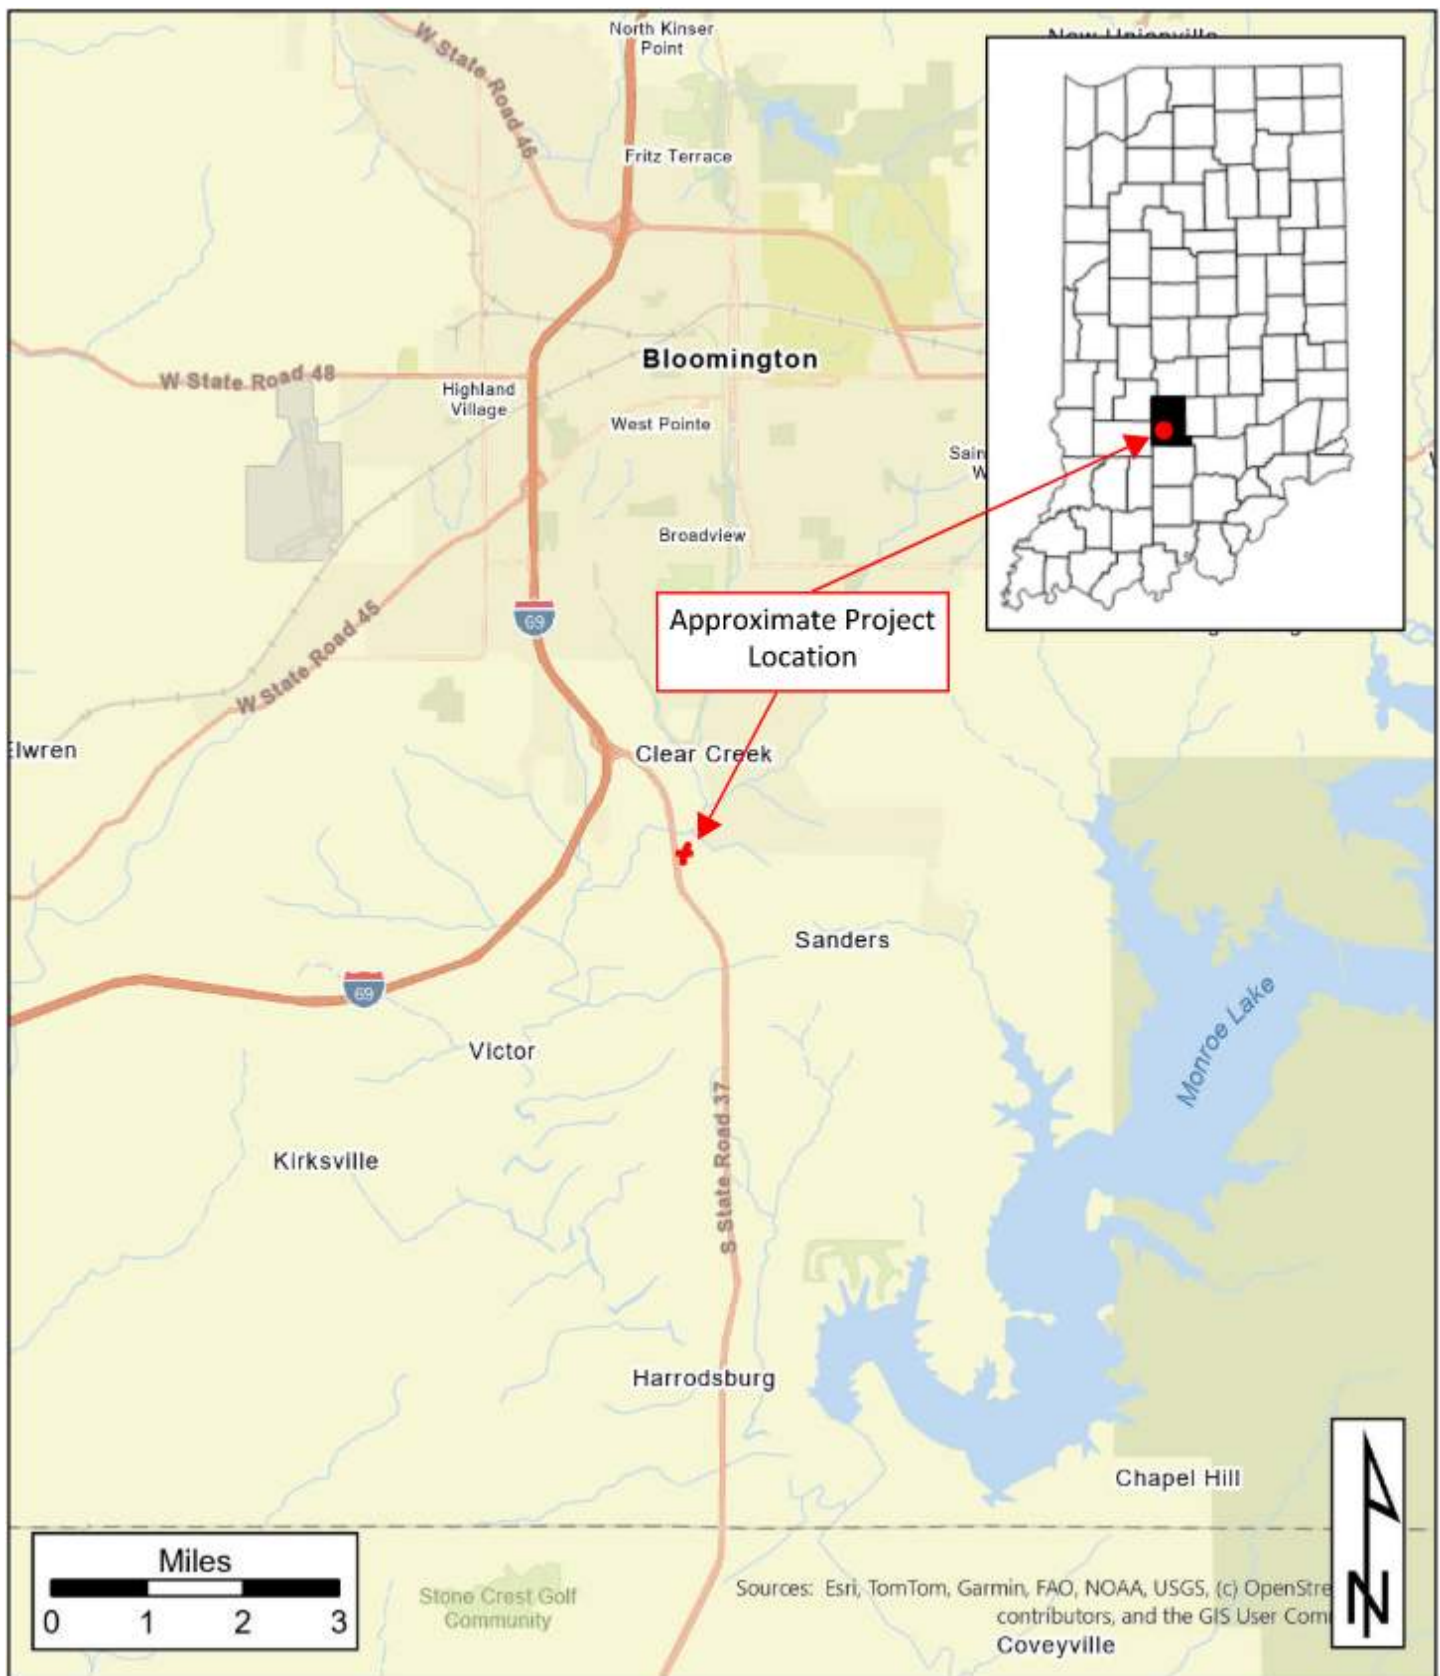 North Kinser
Point
W State Road 46
Fritz Terrace
Bloomington
W State Road 48
Highland
Village
West Pointe
Broadview
69
W State Road 45
Approximate Project
Location
Clear Creek
Sanders
69
Victor
Monroe Lake
Kirksville
S State Road 37
Harrodsburg
Chapel Hill
Miles
0 1 2 3
Stone Crest Golf
Community
Sources: Esri, TomTom, Garmin, FAO, NOAA, USGS, (c)
contributors, and the GIS User
Coveyville
N